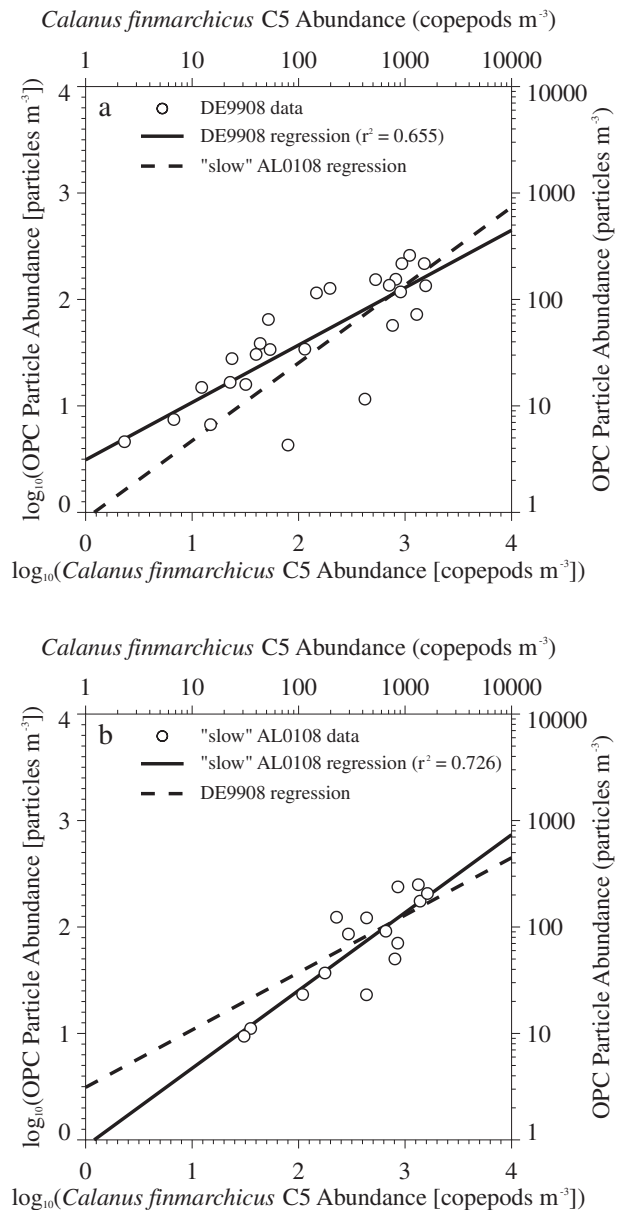 Calanus finmarchicus C5 Abundance (copepods m⁻³)
1 10 100 1000 10000
a
DE9908 data
DE9908 regression (r² = 0.655)
"slow" AL0108 regression
log₁₀(OPC Particle Abundance [particles m⁻³])
4
3
2
1
0
10000
1000
100
10
1
OPC Particle Abundance (particles m⁻³)
0 1 2 3 4
log₁₀(Calanus finmarchicus C5 Abundance [copepods m⁻³])
Calanus finmarchicus C5 Abundance (copepods m⁻³)
1 10 100 1000 10000
b
"slow" AL0108 data
"slow" AL0108 regression (r² = 0.726)
DE9908 regression
log₁₀(OPC Particle Abundance [particles m⁻³])
4
3
2
1
0
10000
1000
100
10
1
OPC Particle Abundance (particles m⁻³)
0 1 2 3 4
log₁₀(Calanus finmarchicus C5 Abundance [copepods m⁻³])